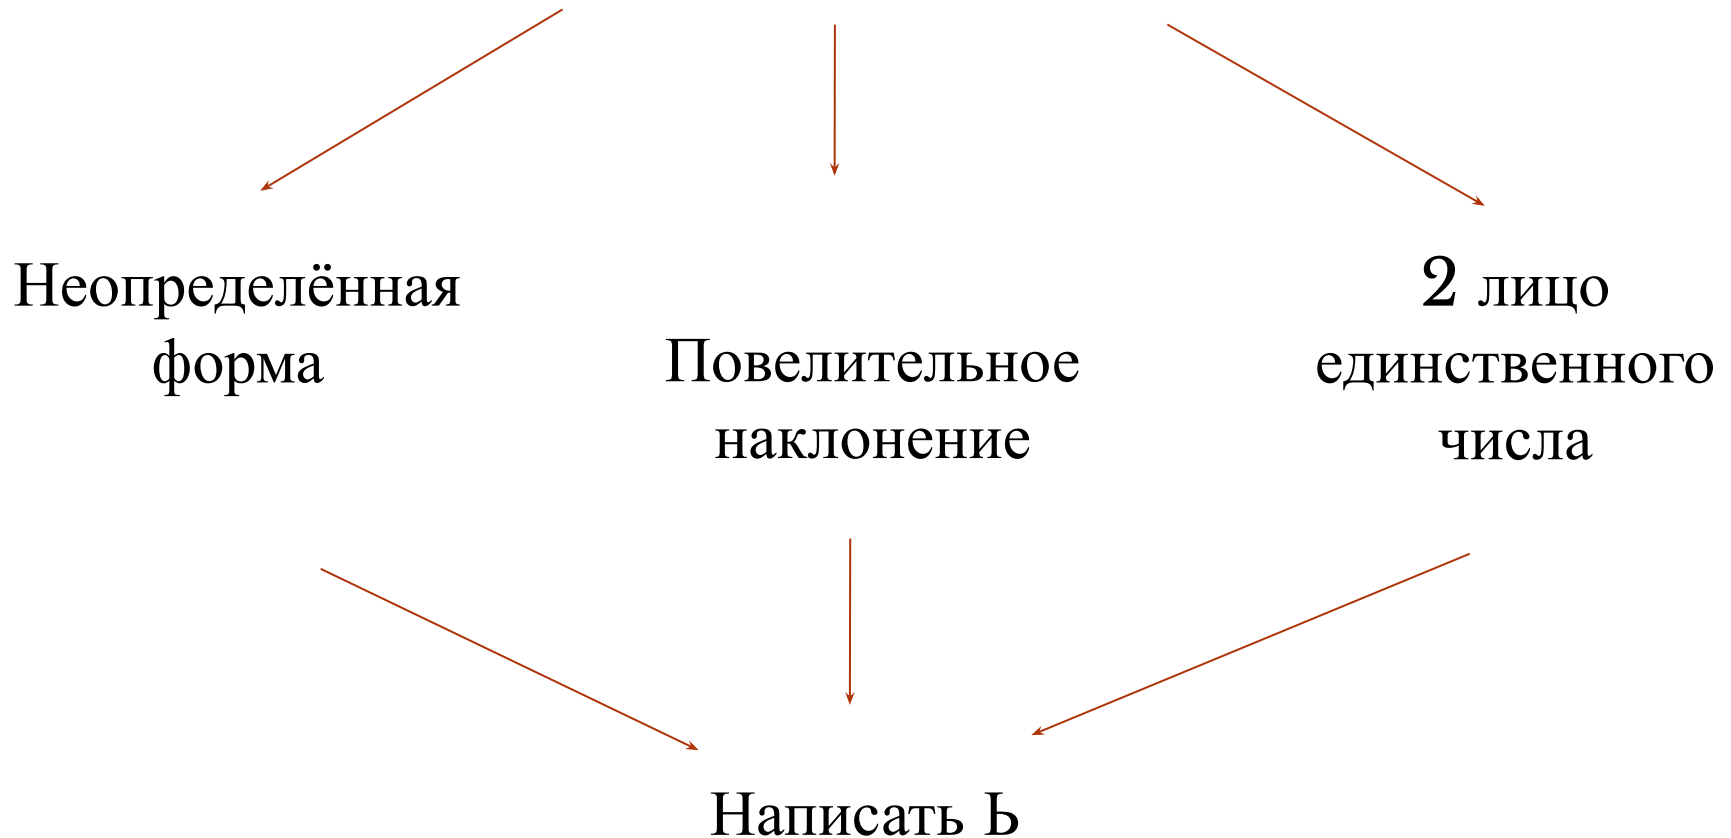 Неопределённая
форма
Повелительное
наклонение
2 лицо
единственного
числа
Написать Ь